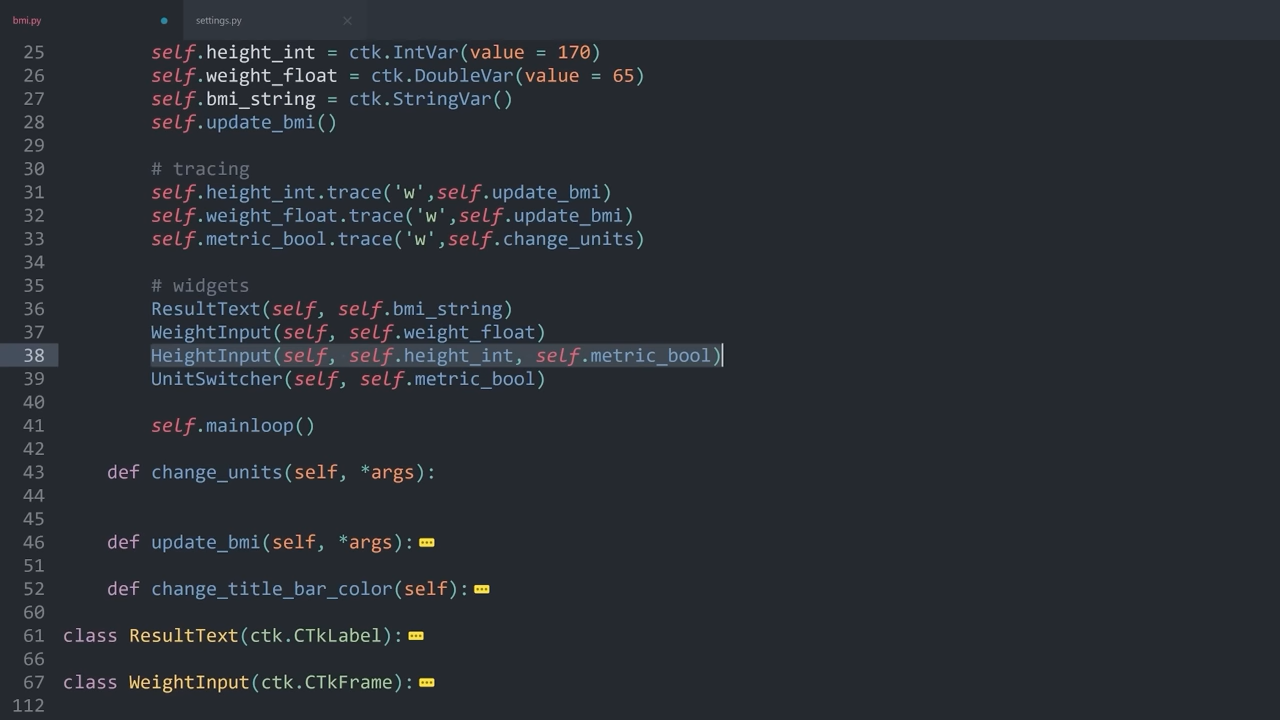 bmi.py settings.py ×
25 self.height_int = ctk.IntVar(value = 170)
26 self.weight_float = ctk.DoubleVar(value = 65)
27 self.bmi_string = ctk.StringVar()
28 self.update_bmi()
29
30 # tracing
31 self.height_int.trace('w',self.update_bmi)
32 self.weight_float.trace('w',self.update_bmi)
33 self.metric_bool.trace('w',self.change_units)
34
35 # widgets
36 ResultText(self, self.bmi_string)
37 WeightInput(self, self.weight_float)
38 HeightInput(self, self.height_int, self.metric_bool)
39 UnitSwitcher(self, self.metric_bool)
40
41 self.mainloop()
42
43 def change_units(self, *args):
44
45
46 def update_bmi(self, *args):
51
52 def change_title_bar_color(self):
60
61 class ResultText(ctk.CTkLabel):
66
67 class WeightInput(ctk.CTkFrame):
112